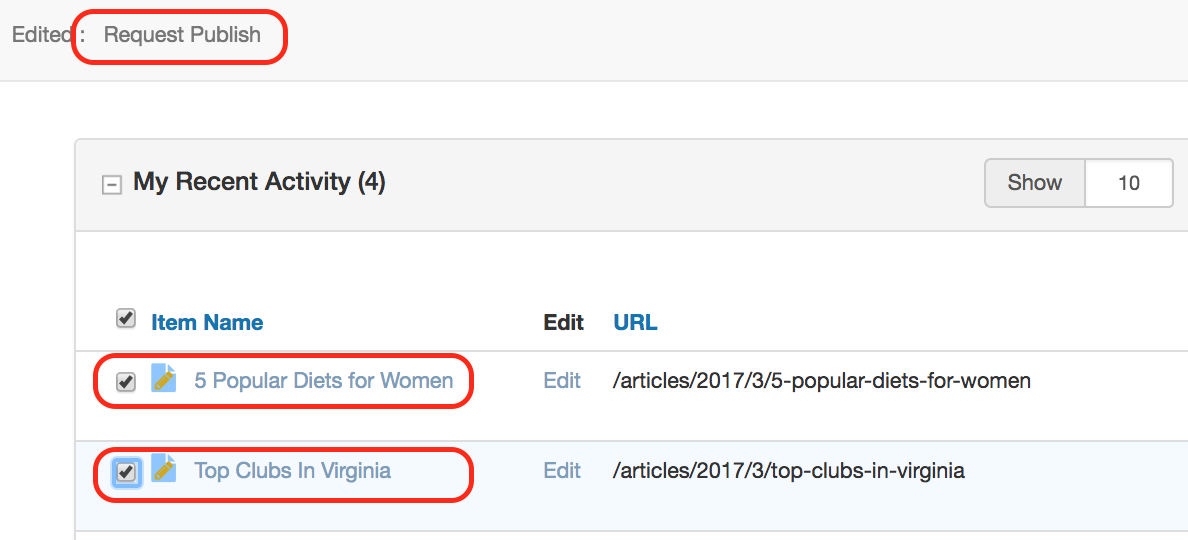 Edited: Request Publish
My Recent Activity (4) Show 10
Item Name Edit URL
5 Popular Diets for Women Edit /articles/2017/3/5-popular-diets-for-women
Top Clubs In Virginia Edit /articles/2017/3/top-clubs-in-virginia